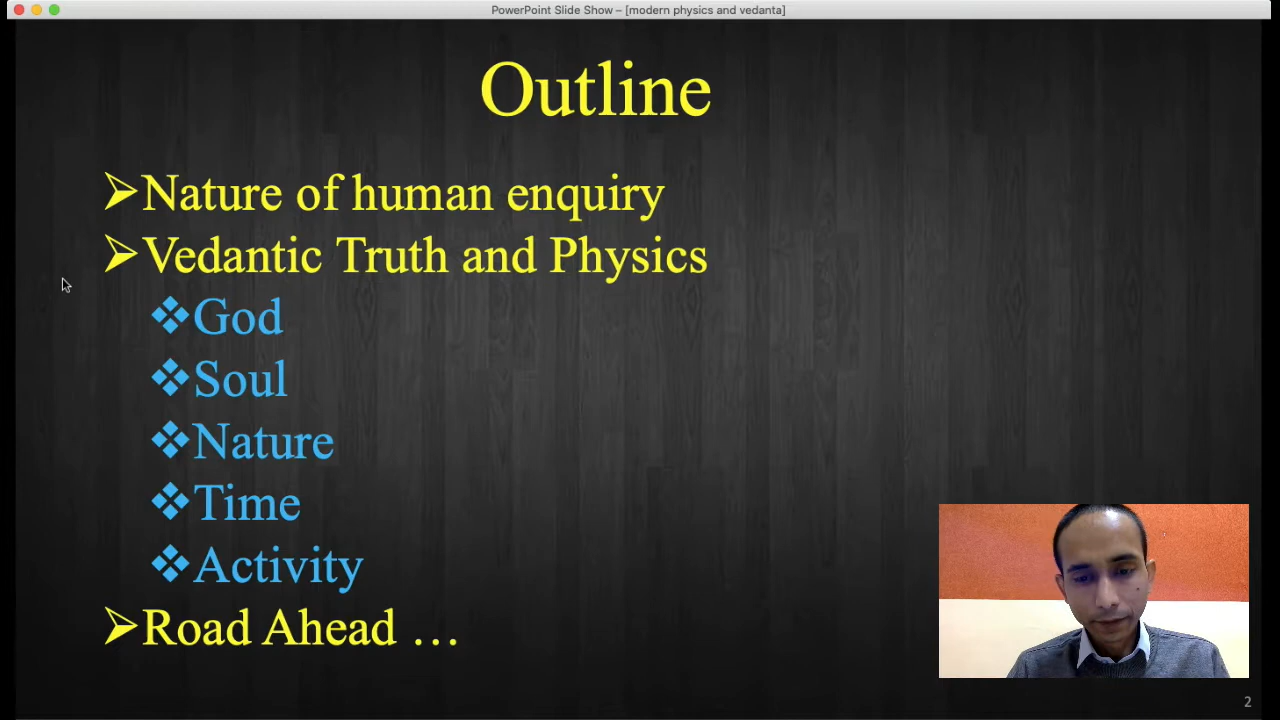 PowerPoint Slide Show – [modern physics and vedanta]
Outline
Nature of human enquiry
Vedantic Truth and Physics
God
Soul
Nature
Time
Activity
Road Ahead …
2